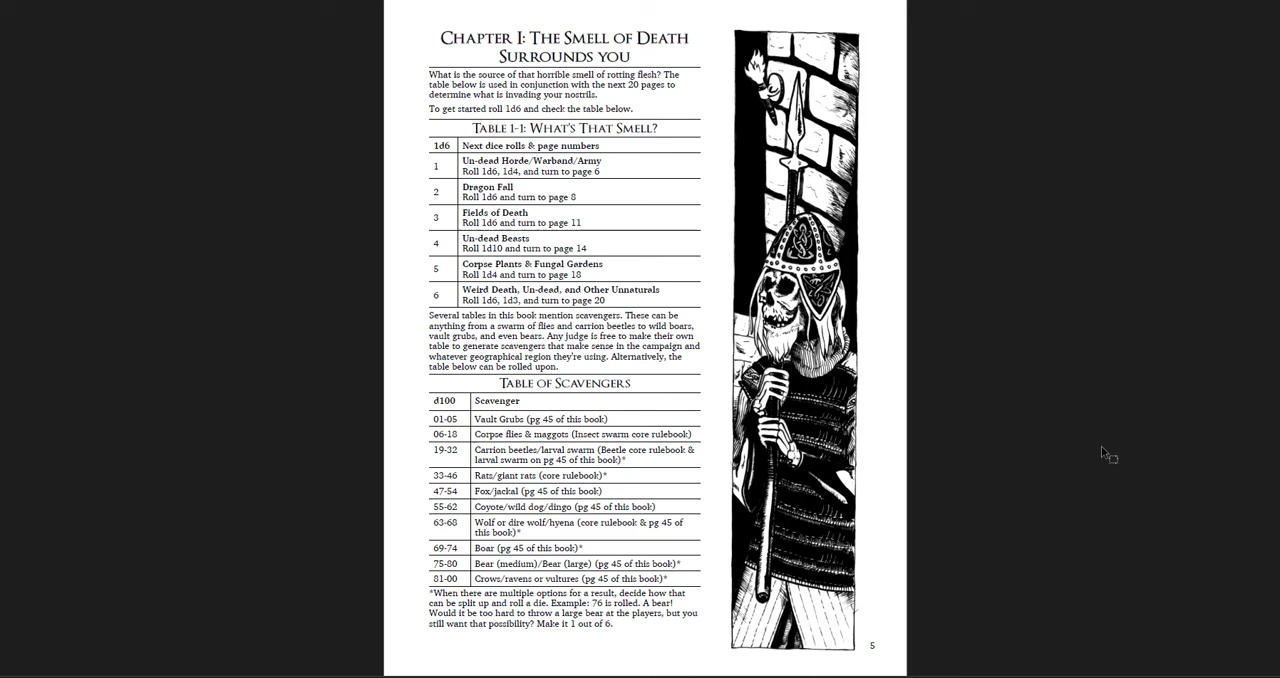 CHAPTER I: THE SMELL OF DEATH
SURROUNDS YOU
What is the source of that horrible smell of rotting flesh? The
table below is used in conjunction with the next 20 pages to
determine what is invading your nostrils.
To get started roll 1d6 and check the table below.
TABLE 1-1: WHAT'S THAT SMELL?
1d6 Next dice rolls & page numbers
1 Un-dead Horde/Warband/Army
Roll 1d6, 1d4, and turn to page 6
2 Dragon Fall
Roll 1d6 and turn to page 8
3 Fields of Death
Roll 1d6 and turn to page 11
4 Un-dead Beasts
Roll 1d10 and turn to page 14
5 Corpse Plants & Fungal Gardens
Roll 1d4 and turn to page 18
6 Weird Death, Un-dead, and Other Unnaturals
Roll 1d6, 1d3, and turn to page 20
Several tables in this book mention scavengers. These can be
anything from a swarm of flies and carrion beetles to wild boars,
vault grubs, and even bears. Any judge is free to make their own
table to generate scavengers that make sense in the campaign and
whatever geographical region they're using. Alternatively, the
table below can be rolled upon.
TABLE OF SCAVENGERS
d100 Scavenger
01-05 Vault Grubs (pg 45 of this book)
06-18 Corpse flies & maggots (Insect swarm core rulebook)
19-32 Carrion beetles/larval swarm (Beetle core rulebook &
larval swarm on pg 45 of this book)*
33-46 Rats/giant rats (core rulebook)*
47-54 Fox/jackal (pg 45 of this book)
55-62 Coyote/wild dog/dingo (pg 45 of this book)
63-68 Wolf or dire wolf/hyena (core rulebook & pg 45 of
this book)*
69-74 Boar (pg 45 of this book)*
75-80 Bear (medium)/Bear (large) (pg 45 of this book)*
81-00 Crows/ravens or vultures (pg 45 of this book)*
*When there are multiple options for a result, decide how that
can be split up and roll a die. Example: 76 is rolled. A bear!
Would it be too hard to throw a large bear at the players, but you
still want that possibility? Make it 1 out of 6.
5